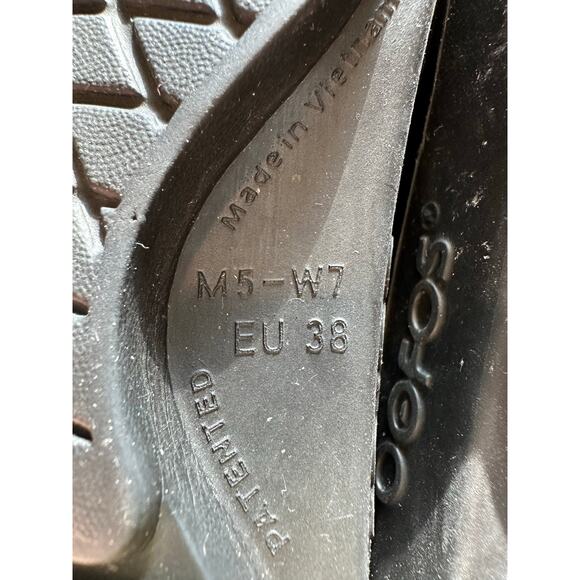 Made in Vietnam
M5-W7
EU 38
PATENTED
OOFOS®